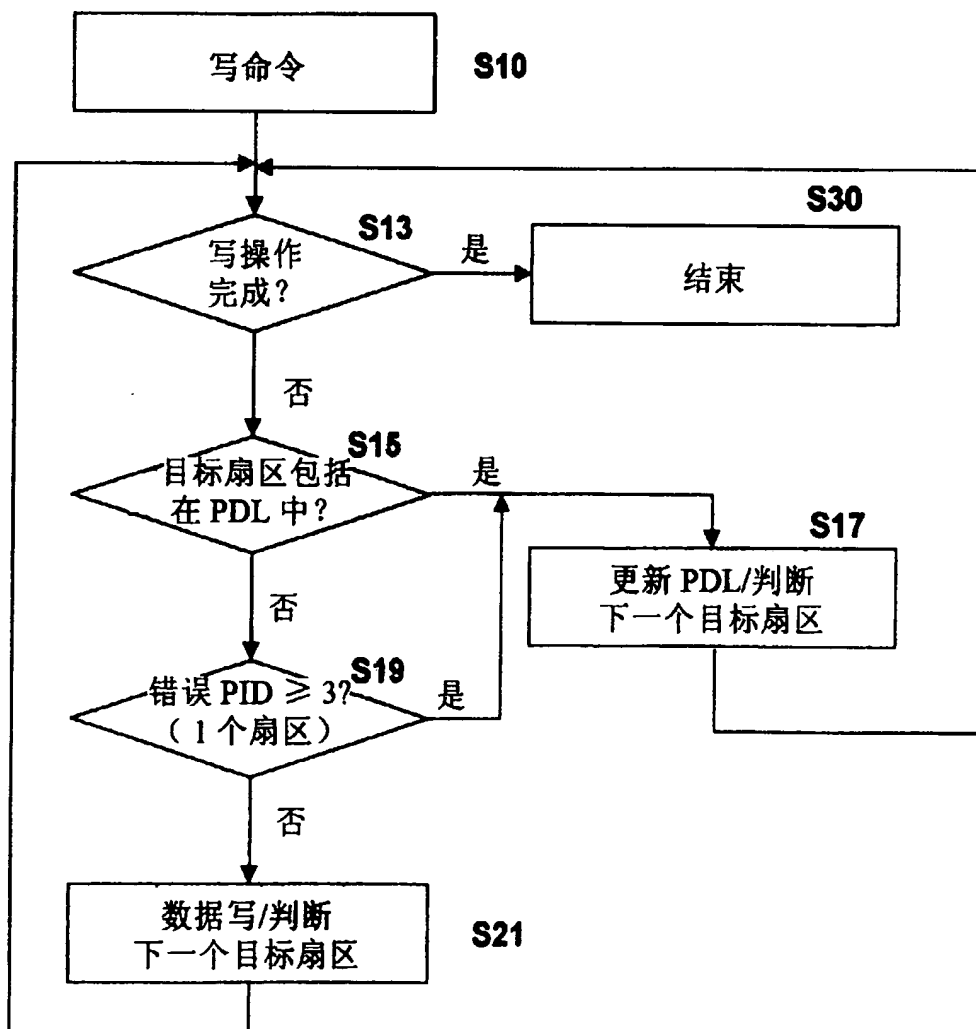 写命令
S10
S30
S13
是
写操作
完成？
结束
否
S15
是
目标扇区包括
在 PDL 中？
S17
更新 PDL/判断
下一个目标扇区
否
S19
错误 PID ≥ 3？
（1 个扇区）
是
否
数据写/判断
下一个目标扇区
S21